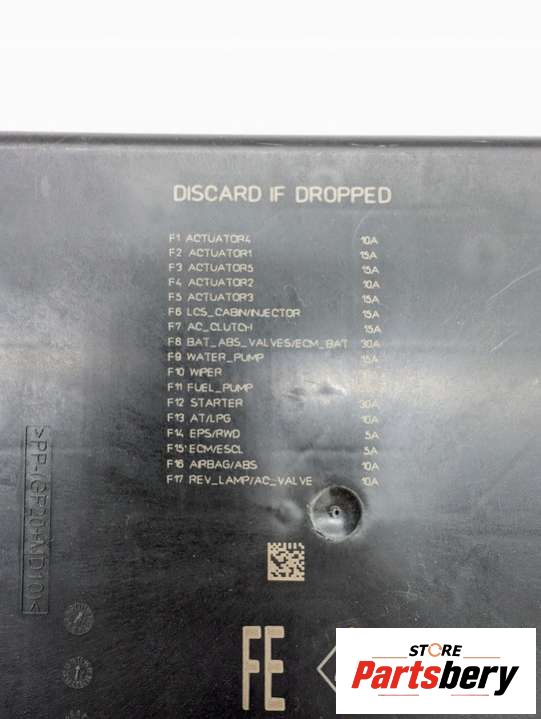 DISCARD IF DROPPED
F1 ACTUATOR4 10A
F2 ACTUATOR1 15A
F3 ACTUATOR5 15A
F4 ACTUATOR2 10A
F5 ACTUATOR3 15A
F6 LCS_CABIN/INJECTOR 15A
F7 AC_CLUTCH 15A
F8 BAT_ABS_VALVES/ECM_BAT 30A
F9 WATER_PUMP 15A
F10 WIPER
F11 FUEL_PUMP
F12 STARTER 30A
F13 AT/LPG 10A
F14 EPS/RWD 5A
F15 ECM/ESCL 5A
F16 AIRBAG/ABS 10A
F17 REV_LAMP/AC_VALVE 10A
FE
STORE
Partsbery